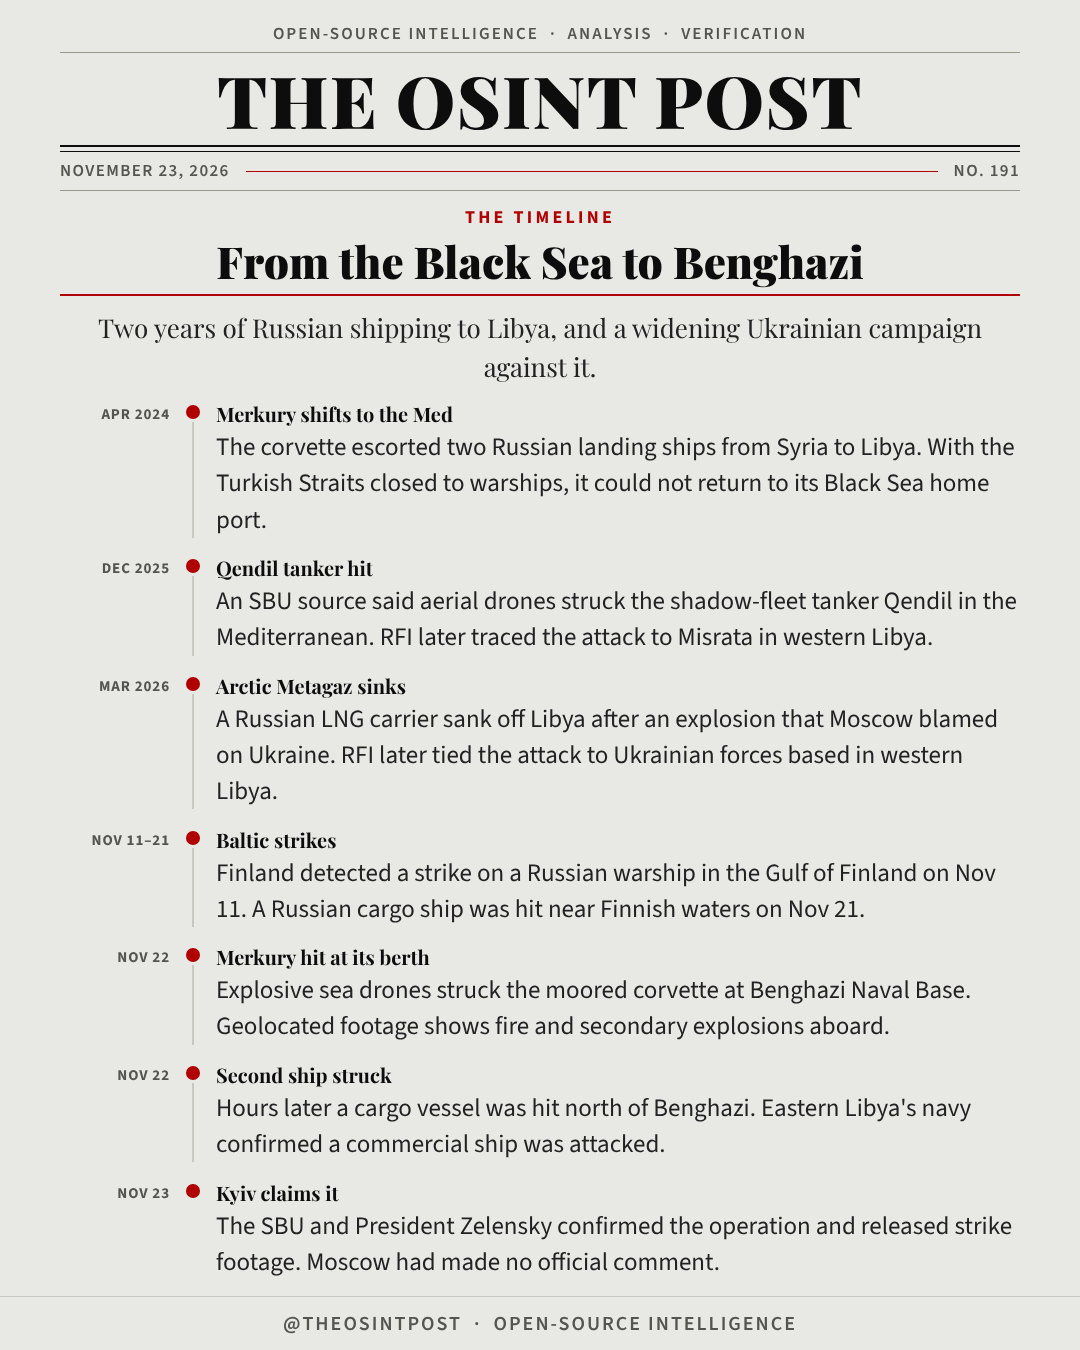 OPEN-SOURCE INTELLIGENCE · ANALYSIS · VERIFICATION
THE OSINT POST
NOVEMBER 23, 2026
NO. 191
THE TIMELINE
From the Black Sea to Benghazi
Two years of Russian shipping to Libya, and a widening Ukrainian campaign
against it.
APR 2024
Merkury shifts to the Med
The corvette escorted two Russian landing ships from Syria to Libya. With the
Turkish Straits closed to warships, it could not return to its Black Sea home
port.
DEC 2025
Qendil tanker hit
An SBU source said aerial drones struck the shadow-fleet tanker Qendil in the
Mediterranean. RFI later traced the attack to Misrata in western Libya.
MAR 2026
Arctic Metagaz sinks
A Russian LNG carrier sank off Libya after an explosion that Moscow blamed
on Ukraine. RFI later tied the attack to Ukrainian forces based in western
Libya.
NOV 11–21
Baltic strikes
Finland detected a strike on a Russian warship in the Gulf of Finland on Nov
11. A Russian cargo ship was hit near Finnish waters on Nov 21.
NOV 22
Merkury hit at its berth
Explosive sea drones struck the moored corvette at Benghazi Naval Base.
Geolocated footage shows fire and secondary explosions aboard.
NOV 22
Second ship struck
Hours later a cargo vessel was hit north of Benghazi. Eastern Libya's navy
confirmed a commercial ship was attacked.
NOV 23
Kyiv claims it
The SBU and President Zelensky confirmed the operation and released strike
footage. Moscow had made no official comment.
@THEOSINTPOST · OPEN-SOURCE INTELLIGENCE